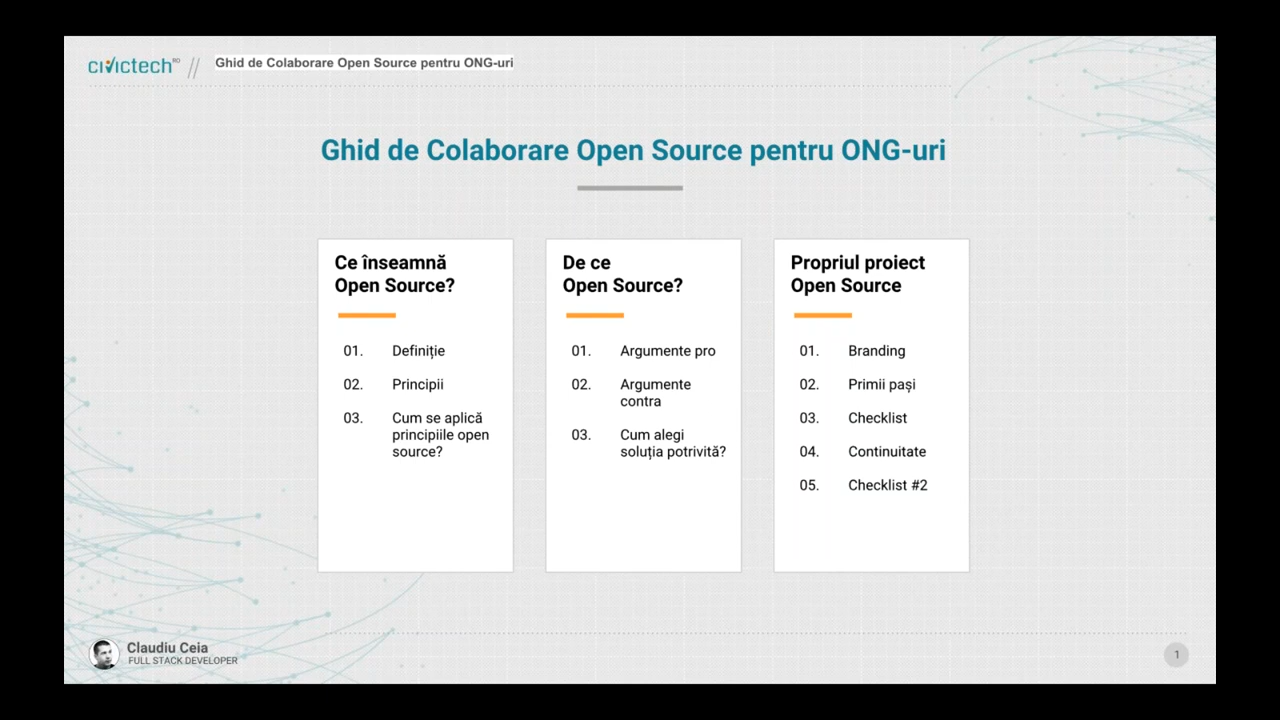 civictech RO // Ghid de Colaborare Open Source pentru ONG-uri
Ghid de Colaborare Open Source pentru ONG-uri
Ce înseamnă
Open Source?
01. Definiție
02. Principii
03. Cum se aplică
principiile open
source?
De ce
Open Source?
01. Argumente pro
02. Argumente
contra
03. Cum alegi
soluția potrivită?
Propriul proiect
Open Source
01. Branding
02. Primii pași
03. Checklist
04. Continuitate
05. Checklist #2
Claudiu Ceia
FULL STACK DEVELOPER
1